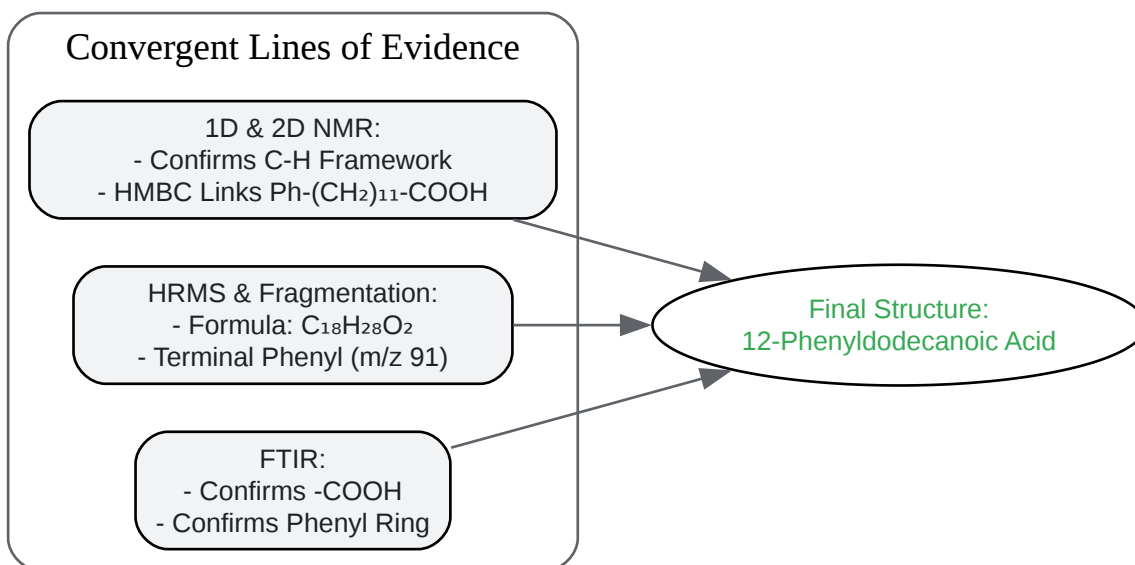 Convergent Lines of Evidence
1D & 2D NMR:
- Confirms C-H Framework
- HMBC Links Ph-(CH₂)₁₁-COOH
HRMS & Fragmentation:
- Formula: C₁₈H₂₈O₂
- Terminal Phenyl (m/z 91)
FTIR:
- Confirms -COOH
- Confirms Phenyl Ring
Final Structure:
12-Phenyldodecanoic Acid